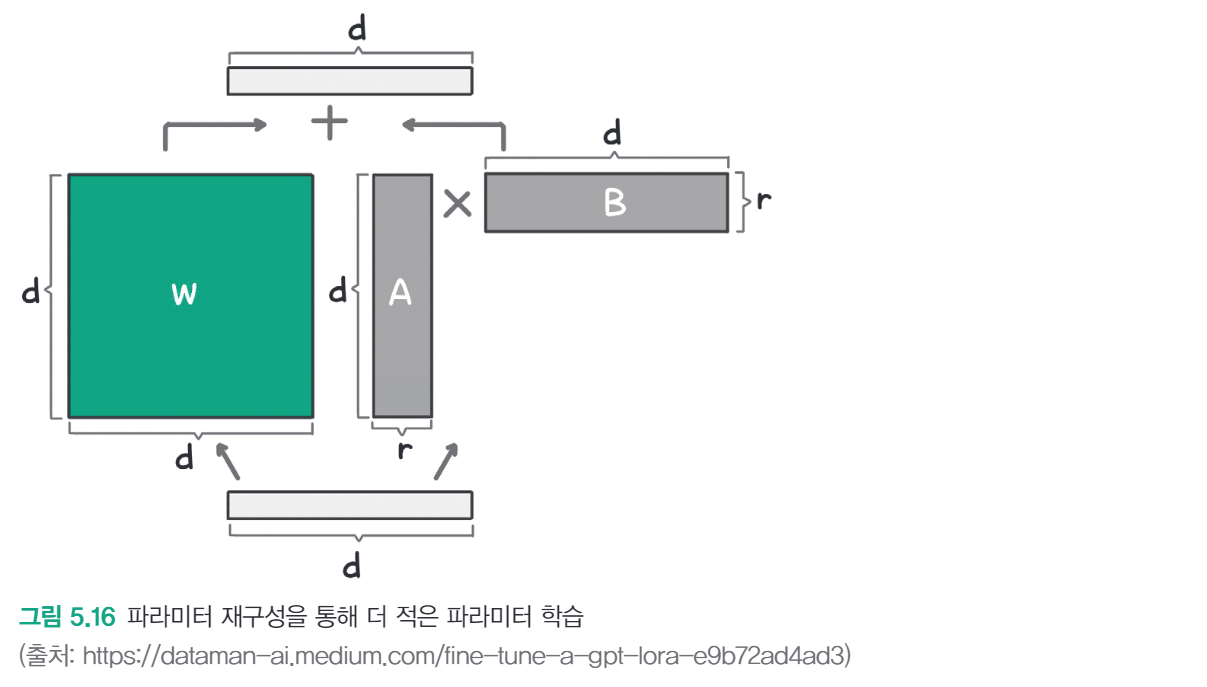 d
+
d
d
W
d
A
×
B
r
d
r
d
그림 5.16 파라미터 재구성을 통해 더 적은 파라미터 학습
(출처: https://dataman-ai.medium.com/fine-tune-a-gpt-lora-e9b72ad4ad3)